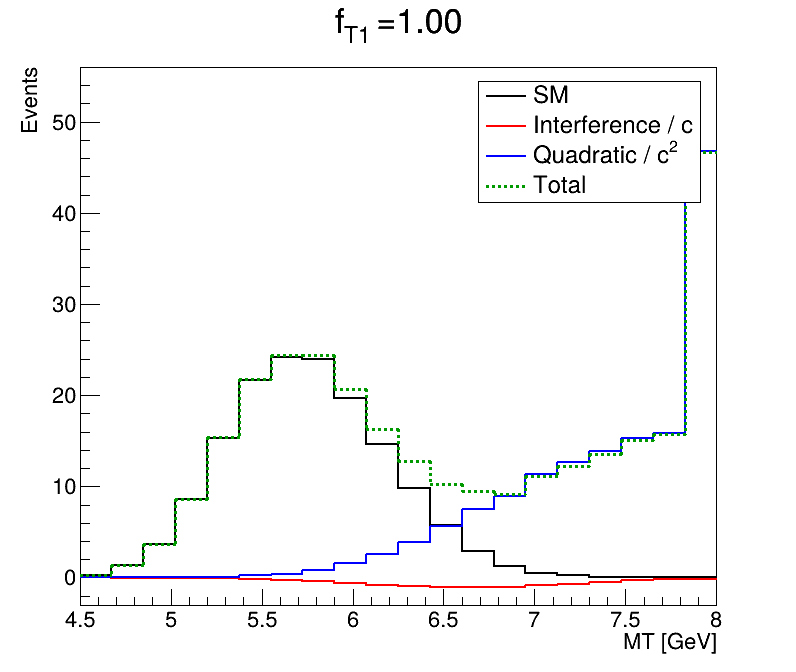 f_T1 =1.00
Events
50
40
30
20
10
0
SM
Interference / c
Quadratic / c²
Total
4.5 5 5.5 6 6.5 7 7.5 8
MT [GeV]